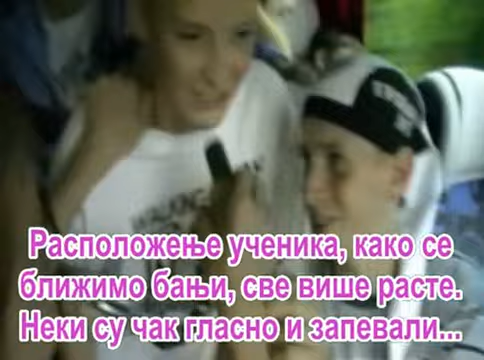 Расположење ученика, како се
ближимо бањи, све више расте.
Неки су чак гласно и запевали...